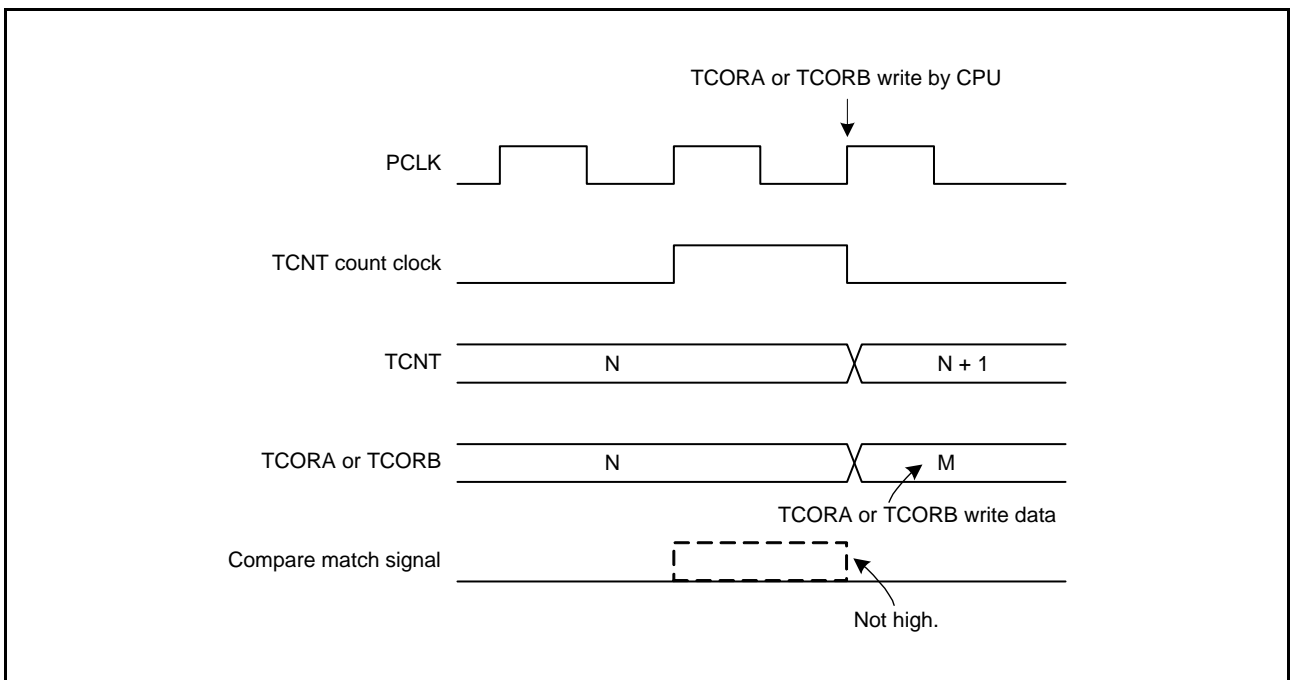 TCORA or TCORB write by CPU
PCLK
TCNT count clock
TCNT
N
N + 1
TCORA or TCORB
N
M
TCORA or TCORB write data
Compare match signal
Not high.